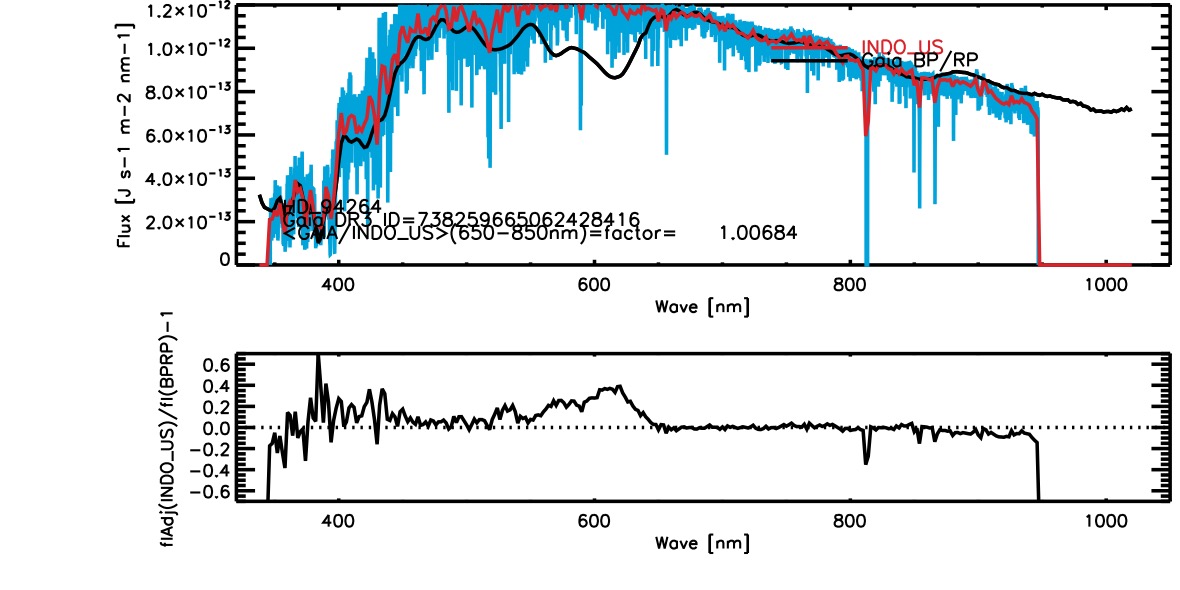 1.2×10−12
1.0×10−12
8.0×10−13
6.0×10−13
4.0×10−13
2.0×10−13
0
Flux [J s−1 m−2 nm−1]
INDO_US
Gaia BP/RP
HD_94264
Gaia DR3 ID=738259665062428416
<GAIA/INDO_US>(650−850nm)=factor= 1.00684
400 600 800 1000
Wave [nm]
flAdj(INDO_US)/fl(BPRP)−1
0.6
0.4
0.2
0.0
−0.2
−0.4
−0.6
400 600 800 1000
Wave [nm]